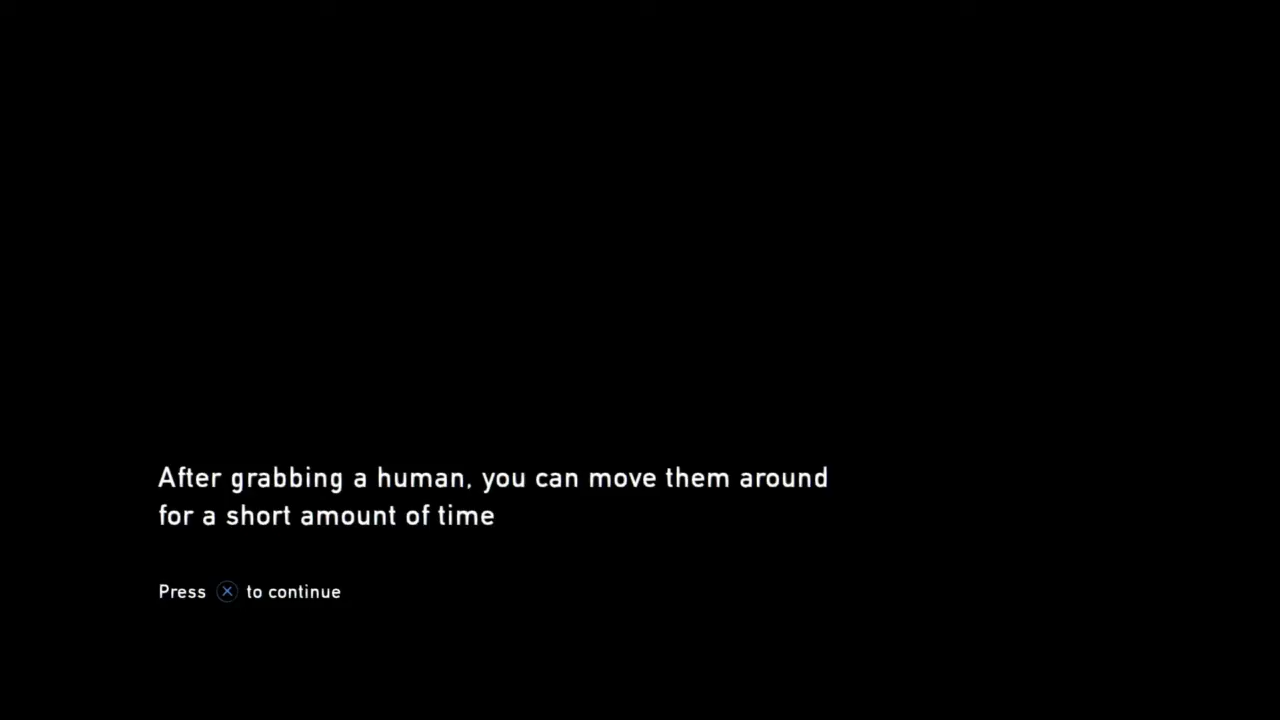 After grabbing a human, you can move them around
for a short amount of time
Press ⓧ to continue